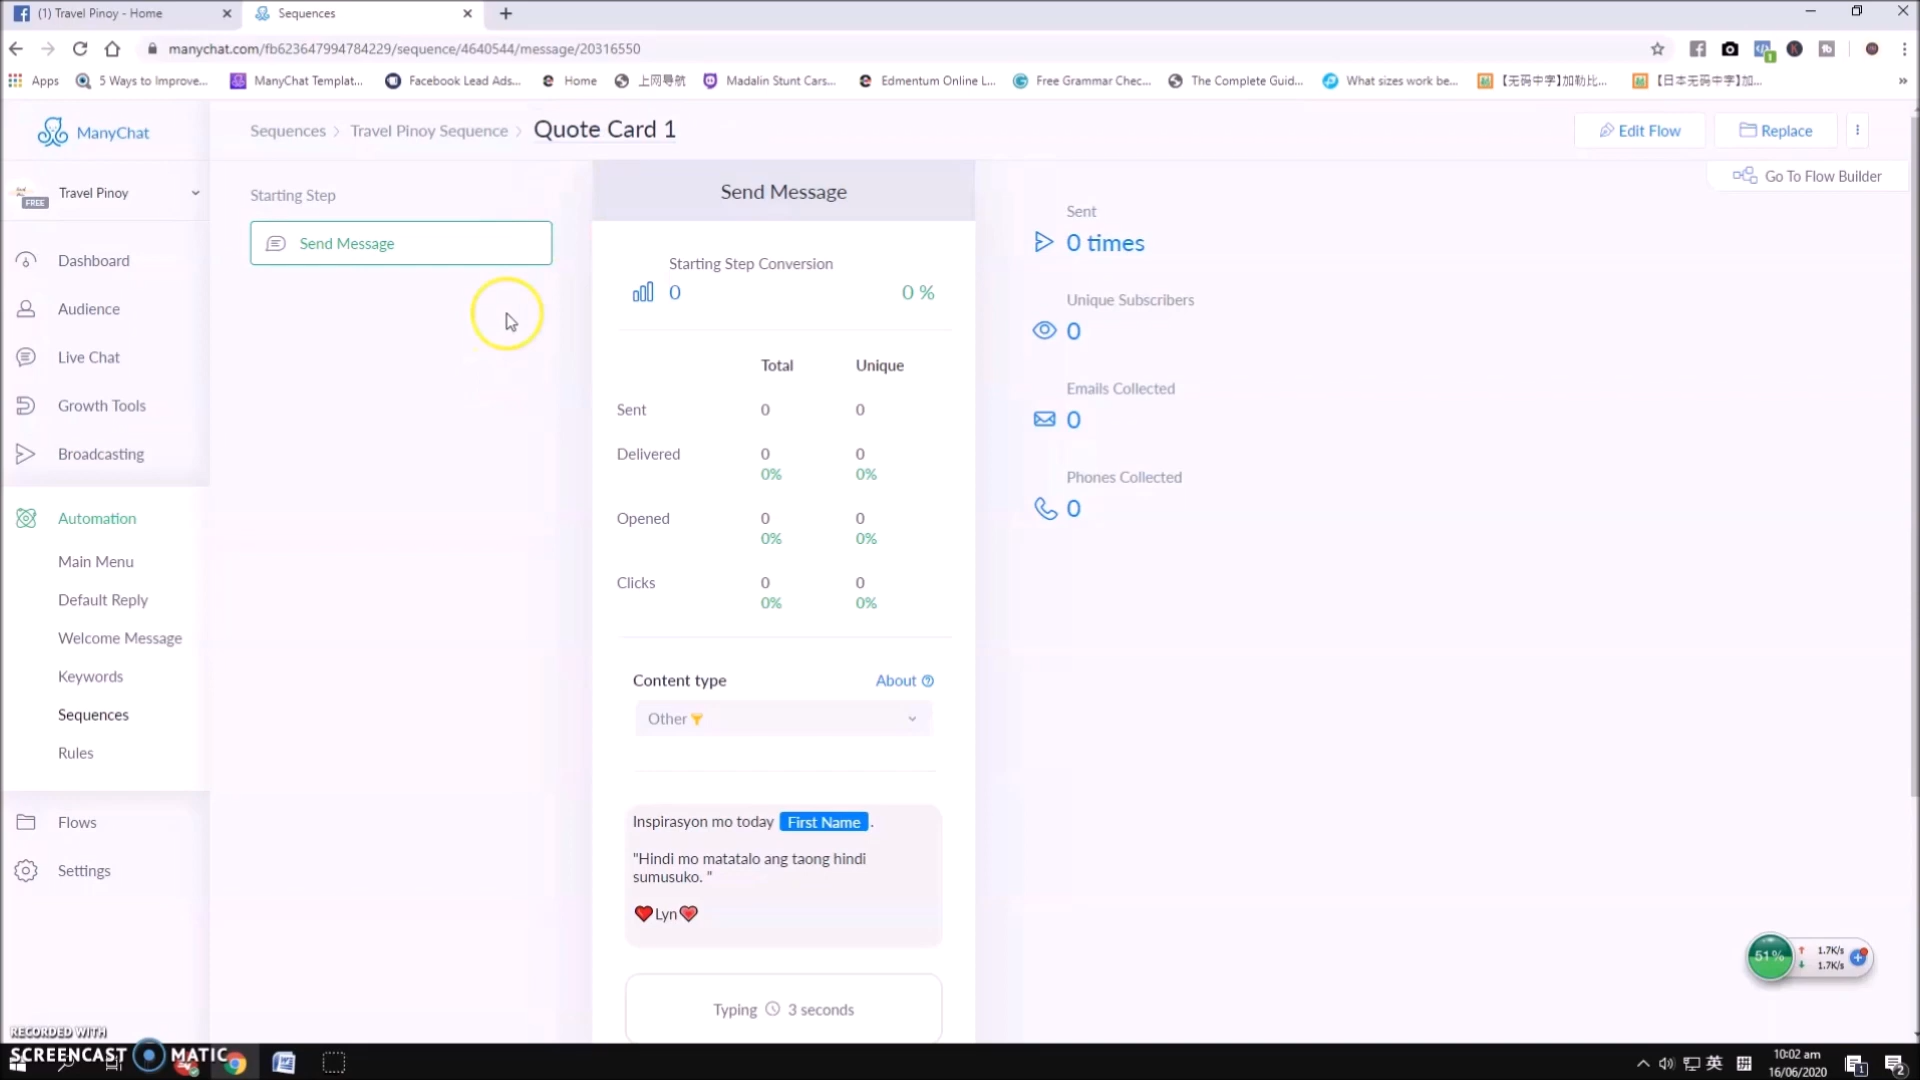 (1) Travel Pinoy - Home
Sequences
manychat.com/fb623647994784229/sequence/4640544/message/20316550
Apps
5 Ways to Improve...
ManyChat Templat...
Facebook Lead Ads...
Home
上网导航
Madalin Stunt Cars...
Edmentum Online L...
Free Grammar Chec...
The Complete Guid...
What sizes work be...
【无码中字】加勒比...
【日本无码中字】加...
ManyChat
Sequences > Travel Pinoy Sequence > Quote Card 1
Edit Flow
Replace
Go To Flow Builder
Travel Pinoy
FREE
Dashboard
Audience
Live Chat
Growth Tools
Broadcasting
Automation
Main Menu
Default Reply
Welcome Message
Keywords
Sequences
Rules
Flows
Settings
Starting Step
Send Message
Send Message
Starting Step Conversion
0 0 %
Total Unique
Sent 0 0
Delivered 0 0
0% 0%
Opened 0 0
0% 0%
Clicks 0 0
0% 0%
Content type About
Other
Inspirasyon mo today First Name .
"Hindi mo matatalo ang taong hindi
sumusuko. "
❤Lyn❤
Typing 3 seconds
Sent
0 times
Unique Subscribers
0
Emails Collected
0
Phones Collected
0
51%
1.7K/s
1.7K/s
RECORDED WITH
SCREENCAST MATIC
英
10:02 am
16/06/2020
1
2